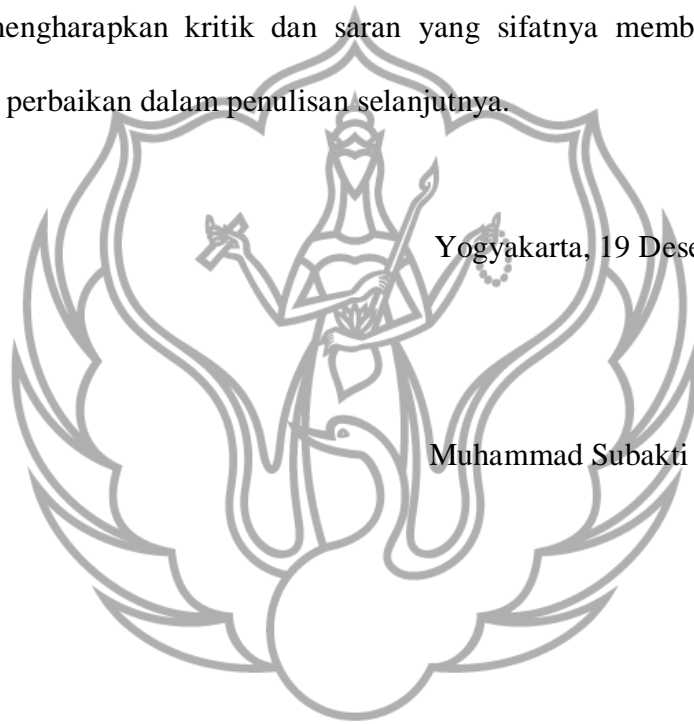 mengharapkan kritik dan saran yang sifatnya memb
perbaikan dalam penulisan selanjutnya.
Yogyakarta, 19 Dese
Muhammad Subakti